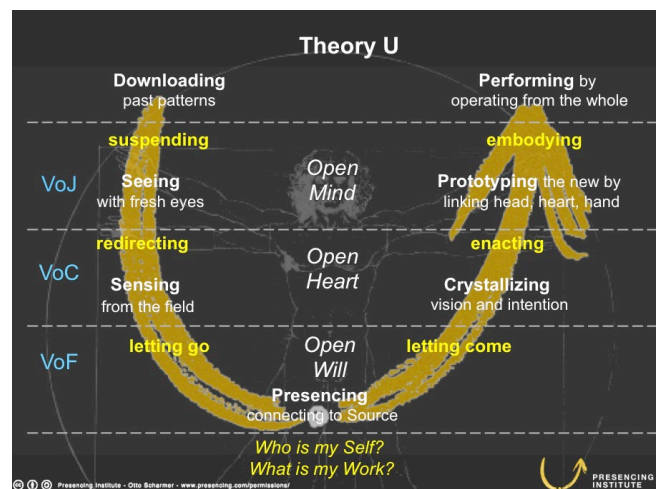 Theory U
Downloading
past patterns
Performing by
operating from the whole
suspending
embodying
VoJ
Open
Mind
Seeing
with fresh eyes
Prototyping the new by
linking head, heart, hand
redirecting
enacting
VoC
Open
Heart
Sensing
from the field
Crystallizing
vision and intention
letting go
letting come
VoF
Open
Will
Presencing
connecting to Source
Who is my Self?
What is my Work?
Presencing Institute - Otto Scharmer - www.presencing.com/permissions/
PRESENCING
INSTITUTE